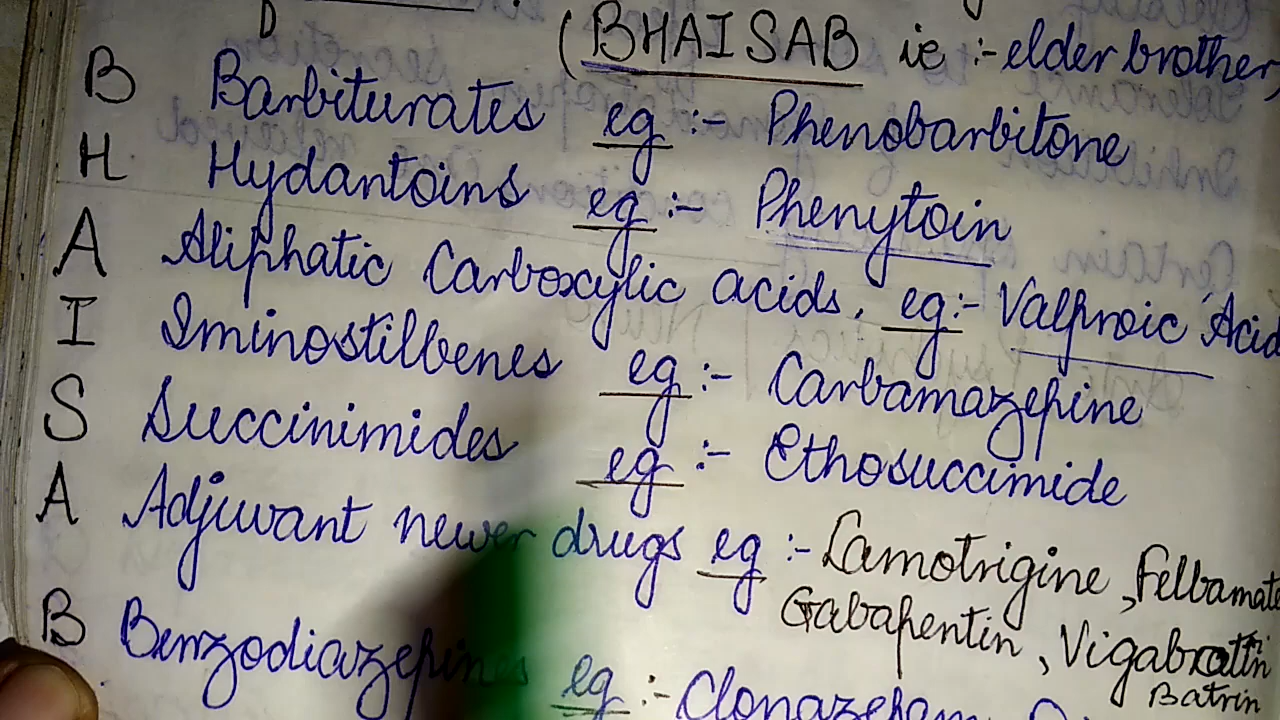 D
(BHAISAB ie :- elder brother,
B Barbiturates eg :- Phenobarbitone
H Hydantoins eg :- Phenytoin
A Aliphatic Carboxylic acids. eg:- Valproic Acid
I Iminostilbenes eg :- Carbamazepine
S Succinimides eg :- Ethosuccimide
A Adjuvant newer drugs eg :- Lamotrigine, Felbamate
Gabapentin, Vigabratin
Batrin
B Benzodiazepines eg :- Clonazepam